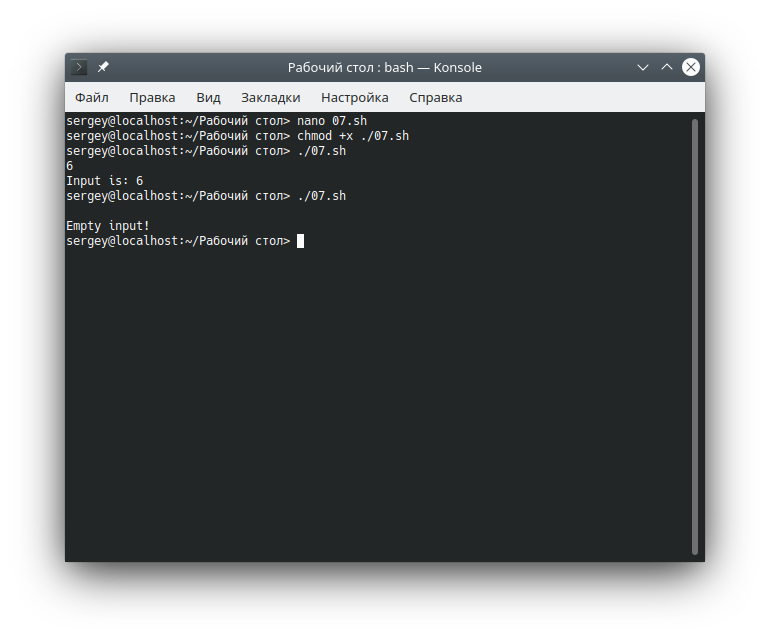 Рабочий стол : bash — Konsole
Файл Правка Вид Закладки Настройка Справка
sergey@localhost:~/Рабочий стол> nano 07.sh
sergey@localhost:~/Рабочий стол> chmod +x ./07.sh
sergey@localhost:~/Рабочий стол> ./07.sh
6
Input is: 6
sergey@localhost:~/Рабочий стол> ./07.sh
Empty input!
sergey@localhost:~/Рабочий стол>